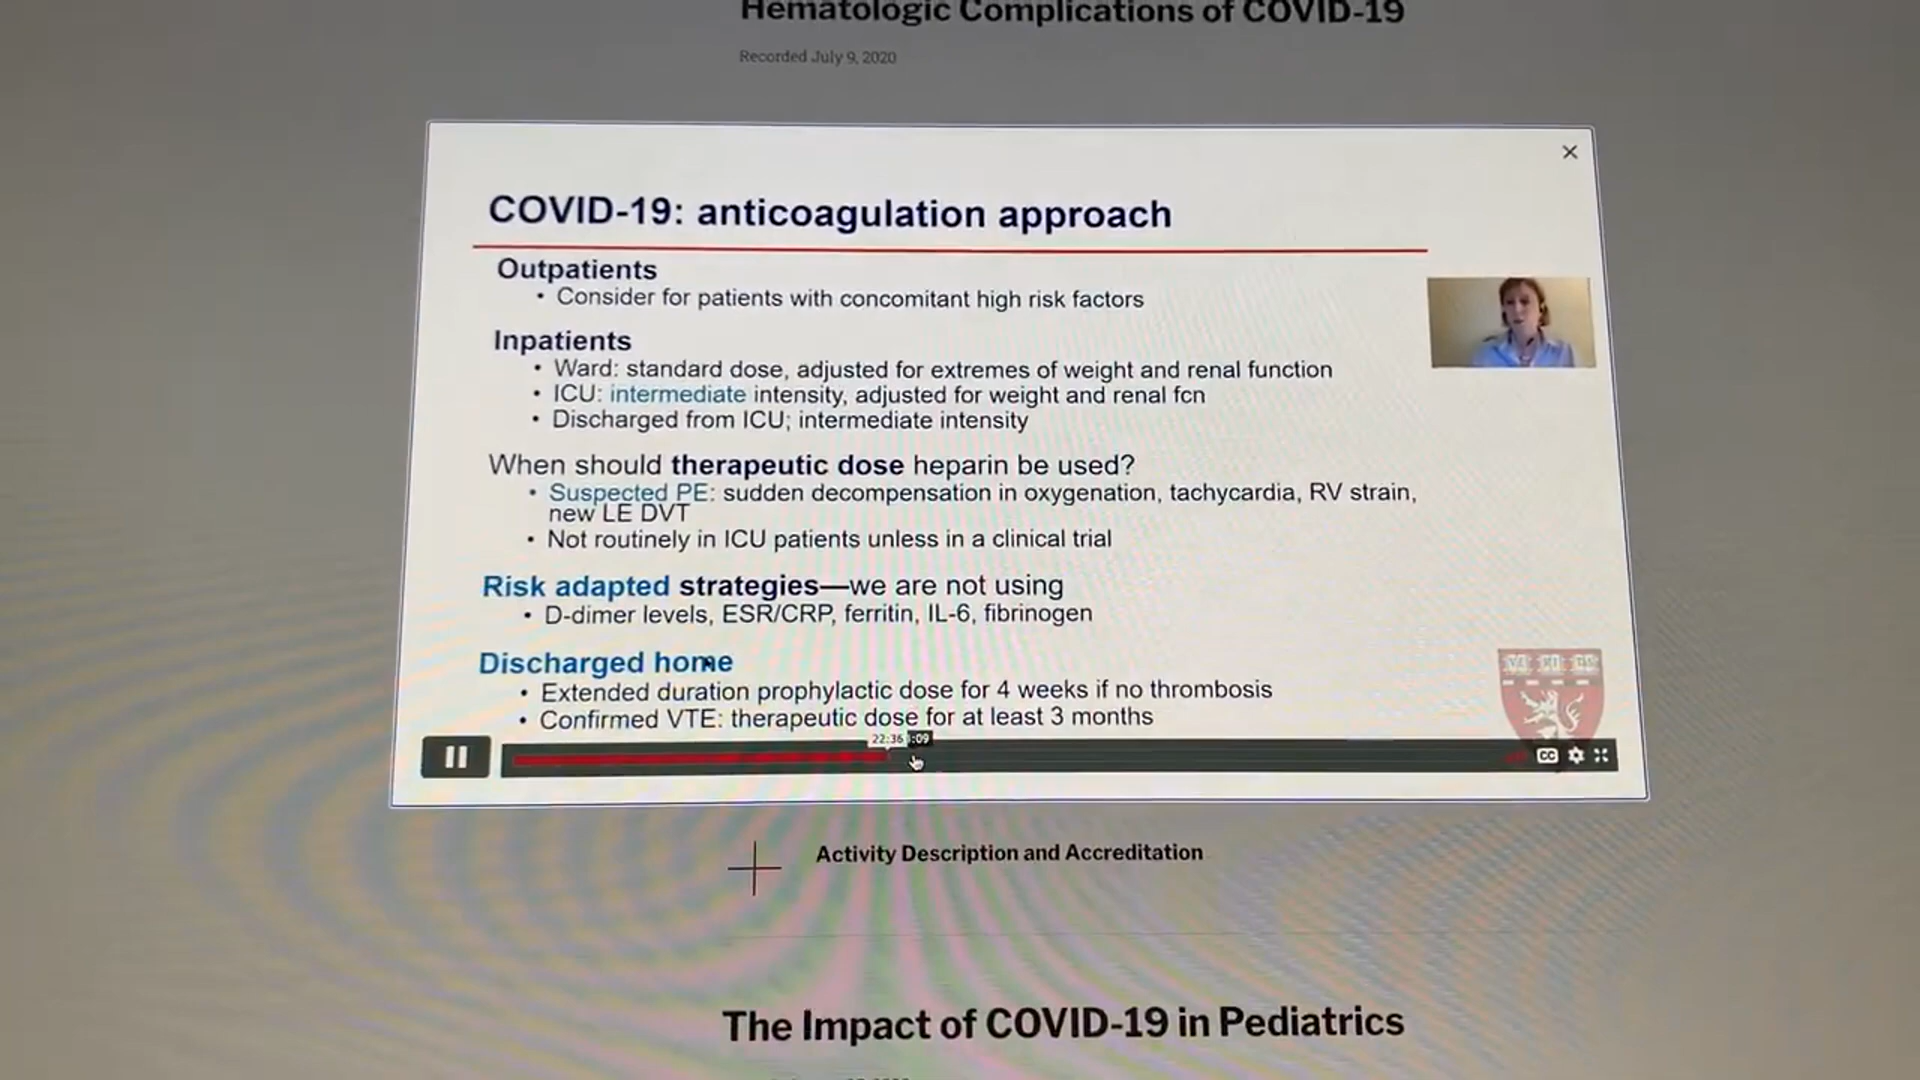 Hematologic Complications of COVID-19
Recorded July 9, 2020
COVID-19: anticoagulation approach
Outpatients
• Consider for patients with concomitant high risk factors
Inpatients
• Ward: standard dose, adjusted for extremes of weight and renal function
• ICU: intermediate intensity, adjusted for weight and renal fcn
• Discharged from ICU; intermediate intensity
When should therapeutic dose heparin be used?
• Suspected PE: sudden decompensation in oxygenation, tachycardia, RV strain,
new LE DVT
• Not routinely in ICU patients unless in a clinical trial
Risk adapted strategies—we are not using
• D-dimer levels, ESR/CRP, ferritin, IL-6, fibrinogen
Discharged home
• Extended duration prophylactic dose for 4 weeks if no thrombosis
• Confirmed VTE: therapeutic dose for at least 3 months
22:36 :09
CC
Activity Description and Accreditation
The Impact of COVID-19 in Pediatrics